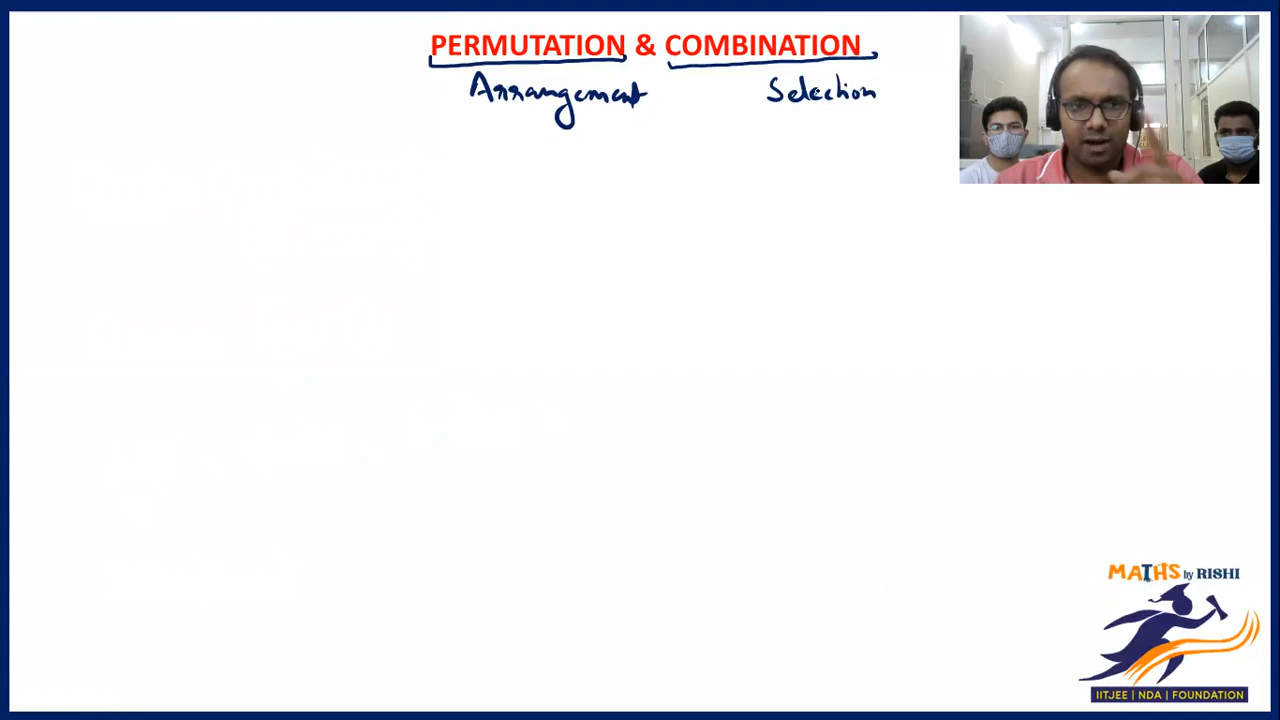 PERMUTATION & COMBINATION
Arrangement Selection
MATHS by RISHI
IITJEE | NDA | FOUNDATION